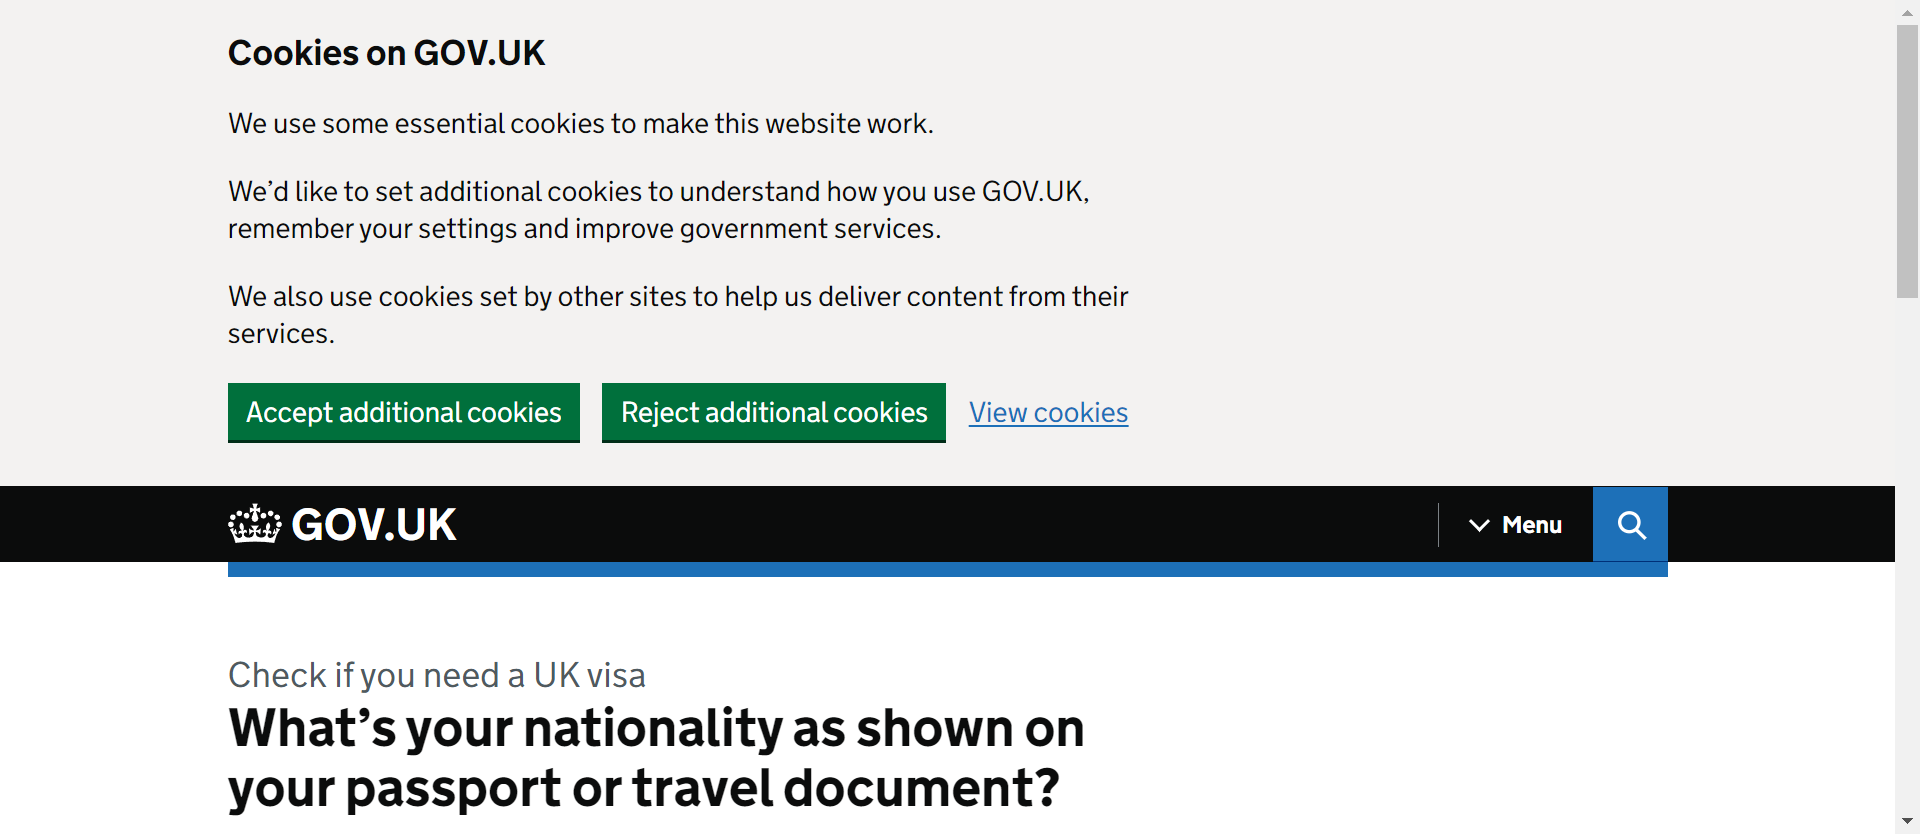 Cookies on GOV.UK
We use some essential cookies to make this website work.
We’d like to set additional cookies to understand how you use GOV.UK,
remember your settings and improve government services.
We also use cookies set by other sites to help us deliver content from their
services.
Accept additional cookies Reject additional cookies View cookies
GOV.UK Menu
Check if you need a UK visa
What’s your nationality as shown on
your passport or travel document?